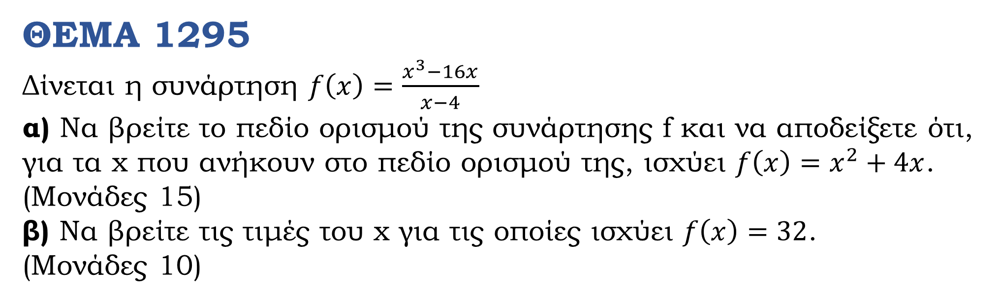 ΘΕΜΑ 1295
Δίνεται η συνάρτηση f(x) = \frac{x^3-16x}{x-4}
α) Να βρείτε το πεδίο ορισμού της συνάρτησης f και να αποδείξετε ότι,
για τα x που ανήκουν στο πεδίο ορισμού της, ισχύει f(x) = x² + 4x.
(Μονάδες 15)
β) Να βρείτε τις τιμές του x για τις οποίες ισχύει f(x) = 32.
(Μονάδες 10)